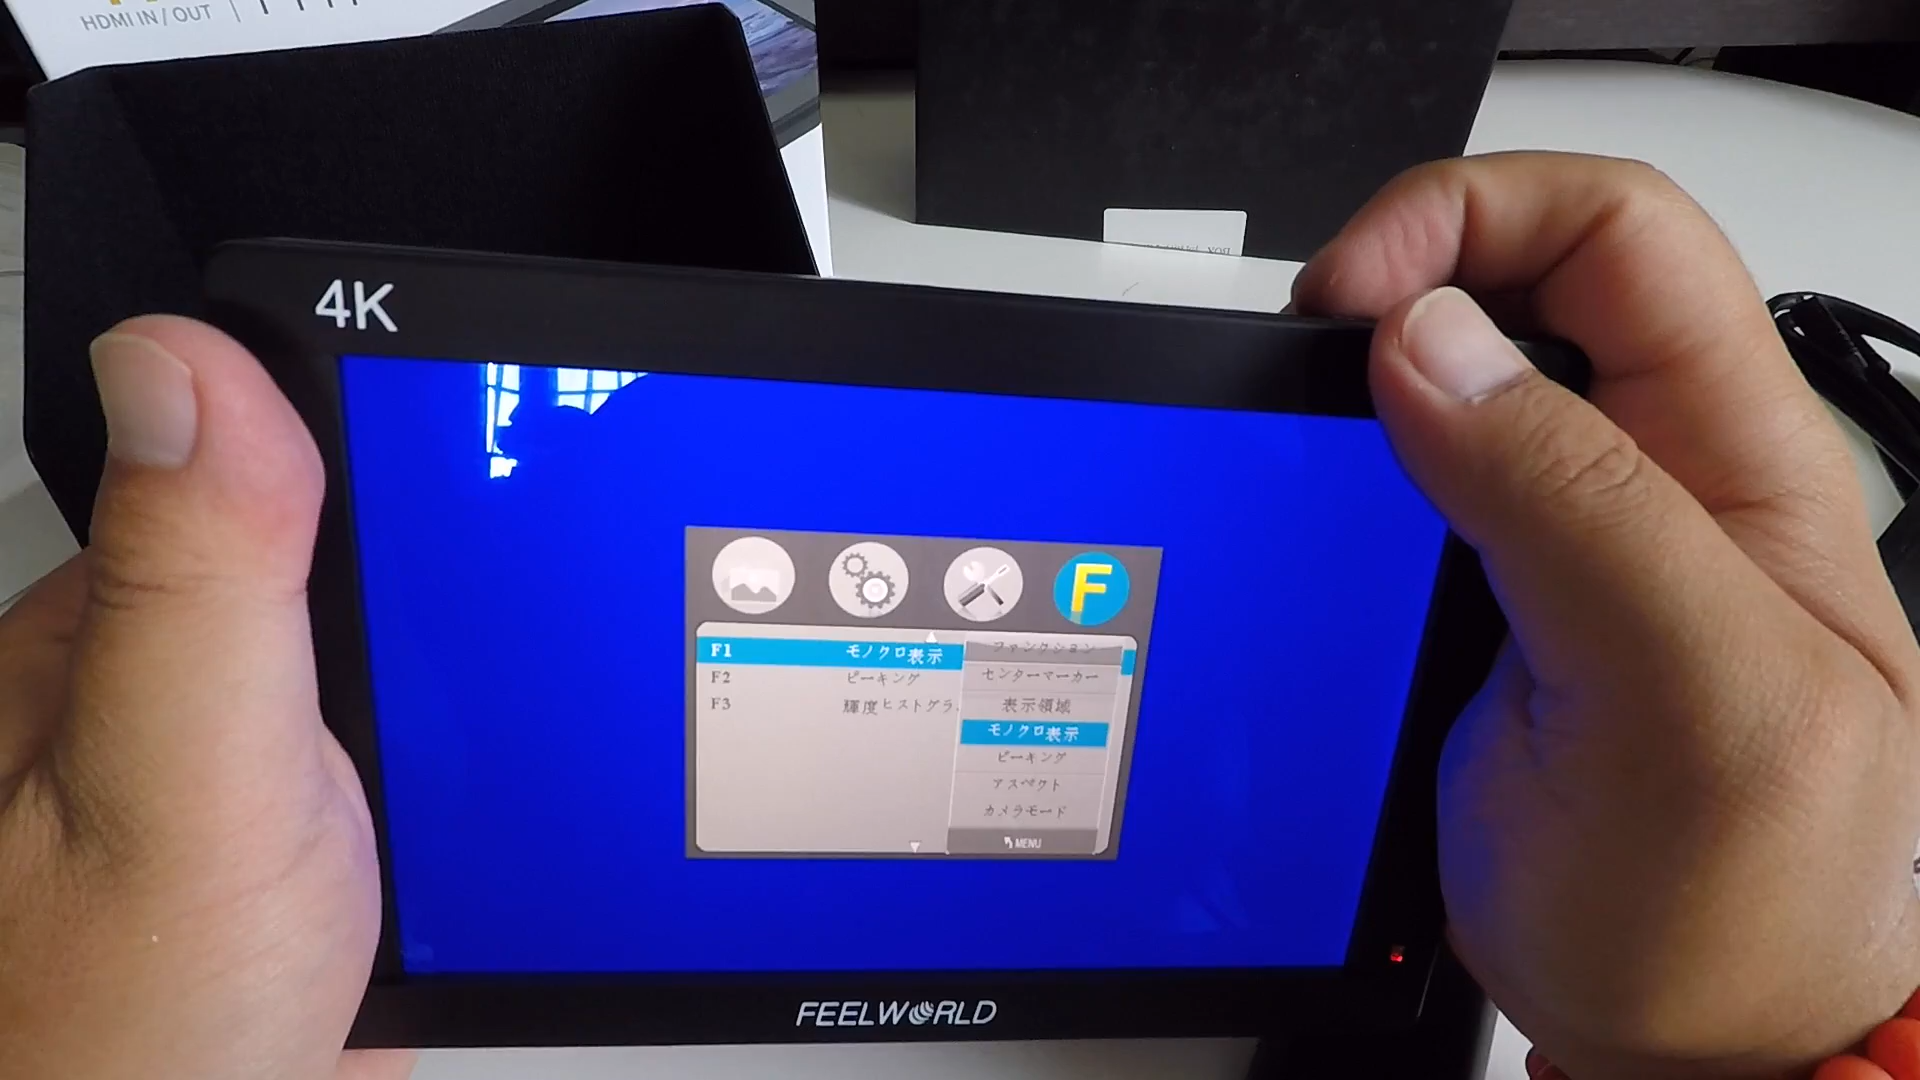 HDMI IN / OUT
4K
F
F1 モノクロ表示
F2 ピーキング
F3 輝度ヒストグラ
ファンクション
センターマーカー
表示領域
モノクロ表示
ピーキング
アスペクト
カメラモード
MENU
FEELWORLD